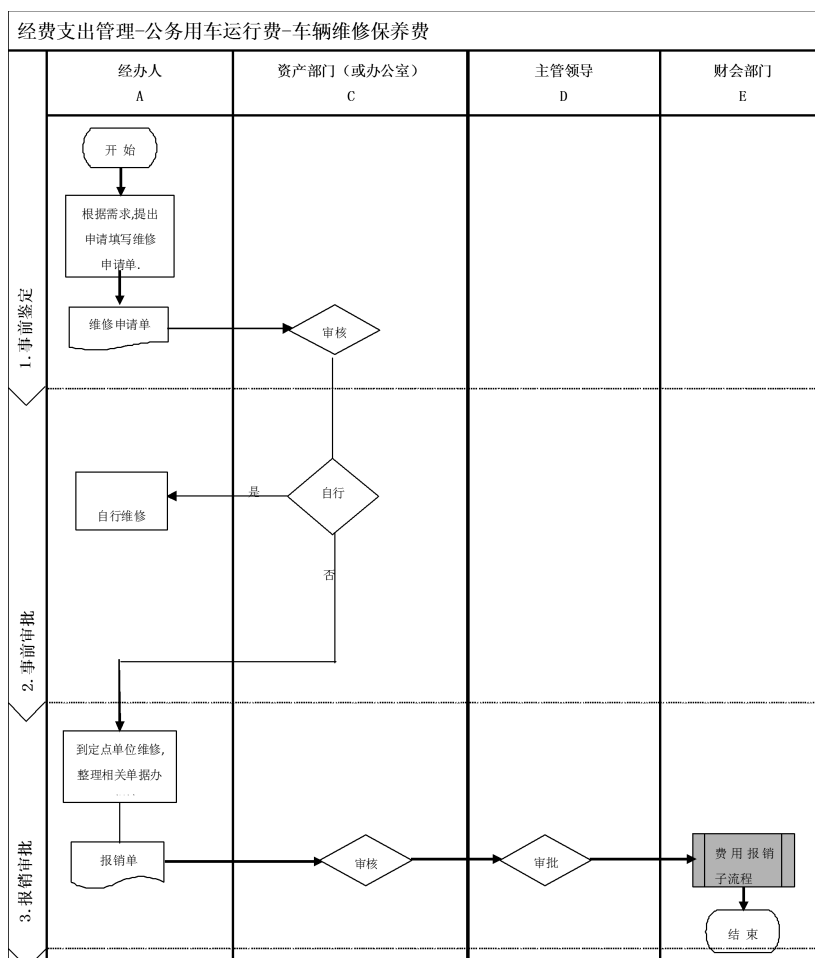 经费支出管理-公务用车运行费-车辆维修保养费
经办人
A
资产部门（或办公室）
C
主管领导
D
财会部门
E
1.事前鉴定
开 始
根据需求,提出
申请填写维修
申请单.
维修申请单
审核
2.事前审批
自行维修
是
自行
否
3.报销审批
到定点单位维修,
整理相关单据办
报销单
审核
审批
费用报销
子流程
结 束